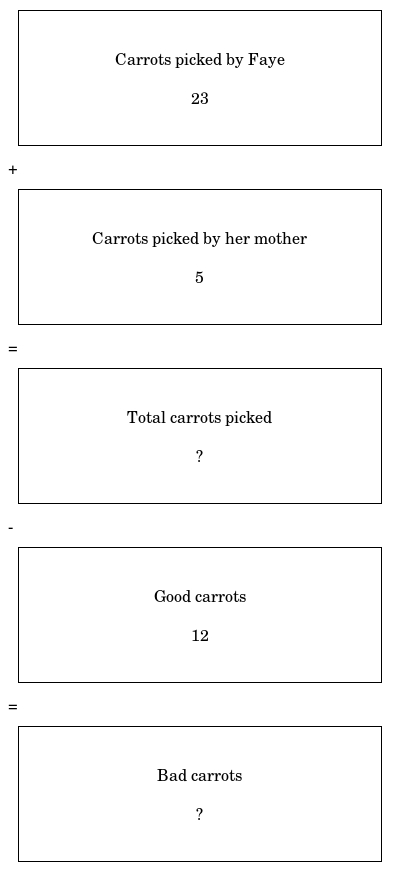 Carrots picked by Faye
23
+
Carrots picked by her mother
5
=
Total carrots picked
?
-
Good carrots
12
=
Bad carrots
?